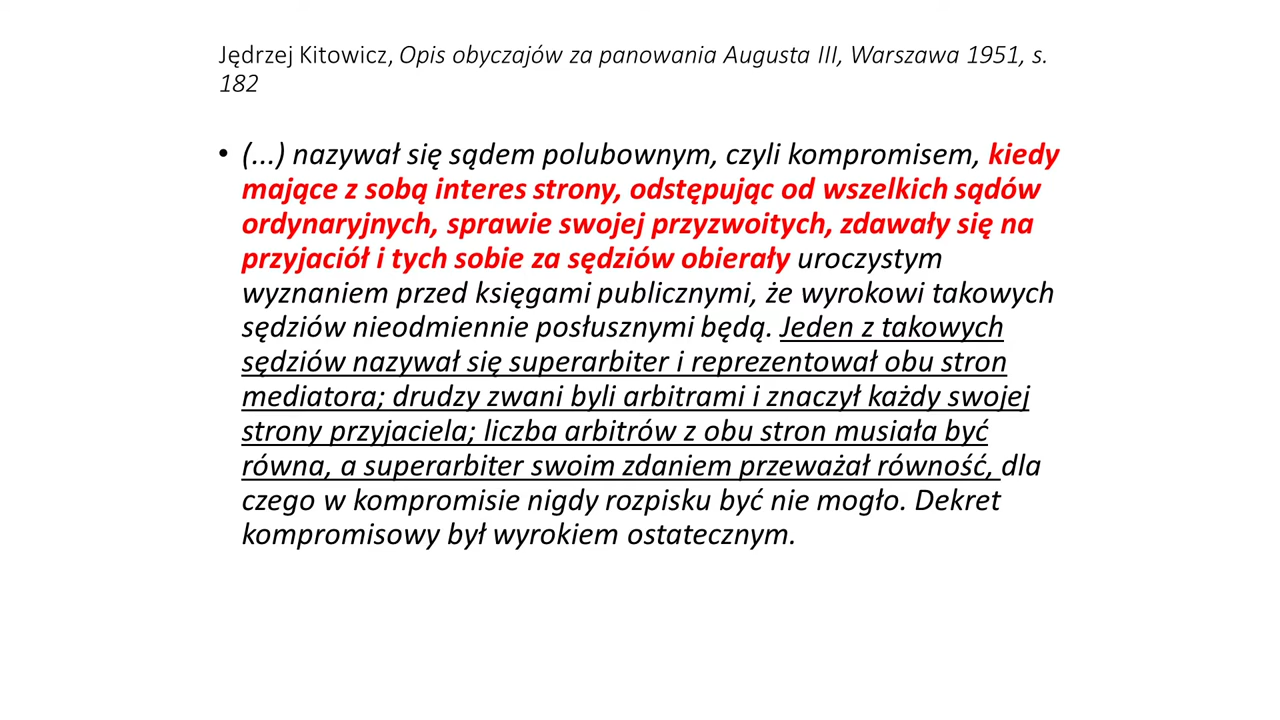 Jędrzej Kitowicz, Opis obyczajów za panowania Augusta III, Warszawa 1951, s.
182
• (...) nazywał się sądem polubownym, czyli kompromisem, kiedy
mające z sobą interes strony, odstępując od wszelkich sądów
ordynaryjnych, sprawie swojej przyzwoitych, zdawały się na
przyjaciół i tych sobie za sędziów obierały uroczystym
wyznaniem przed księgami publicznymi, że wyrokowi takowych
sędziów nieodmiennie posłusznymi będą. Jeden z takowych
sędziów nazywał się superarbiter i reprezentował obu stron
mediatora; drudzy zwani byli arbitrami i znaczył każdy swojej
strony przyjaciela; liczba arbitrów z obu stron musiała być
równa, a superarbiter swoim zdaniem przeważał równość, dla
czego w kompromisie nigdy rozpisku być nie mogło. Dekret
kompromisowy był wyrokiem ostatecznym.